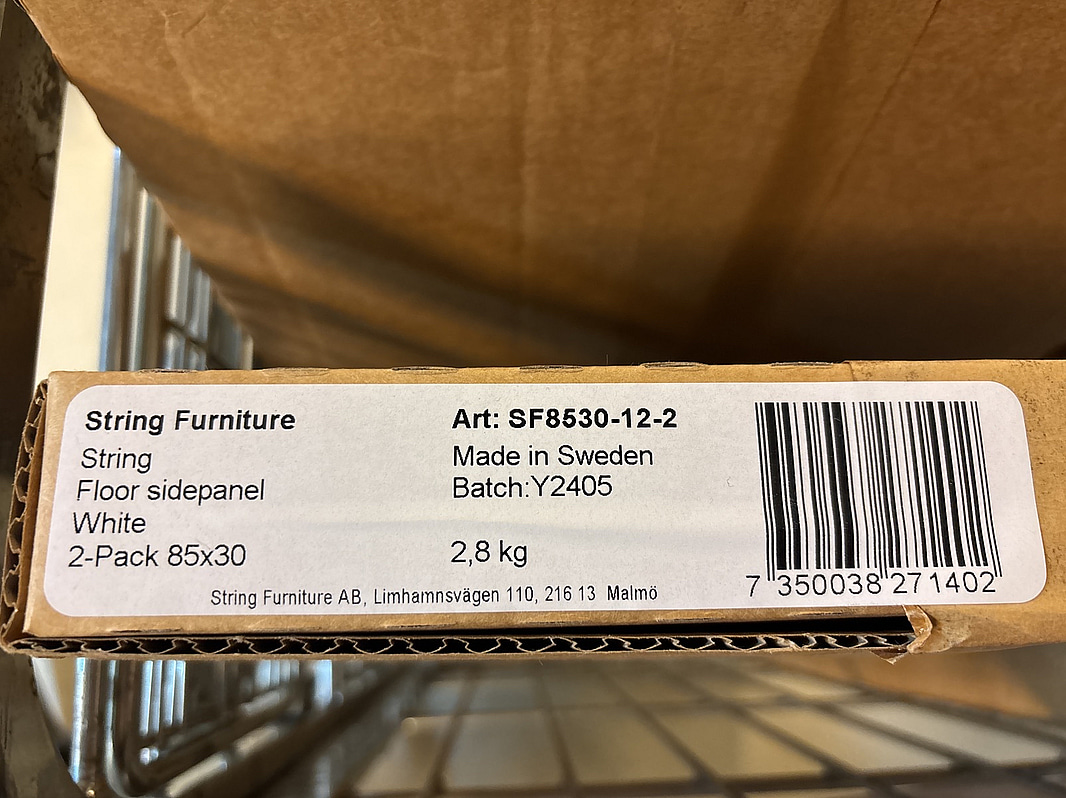 String Furniture
String
Floor sidepanel
White
2-Pack 85x30
Art: SF8530-12-2
Made in Sweden
Batch:Y2405
2,8 kg
String Furniture AB, Limhamnsvägen 110, 216 13 Malmö
7 350038 271402